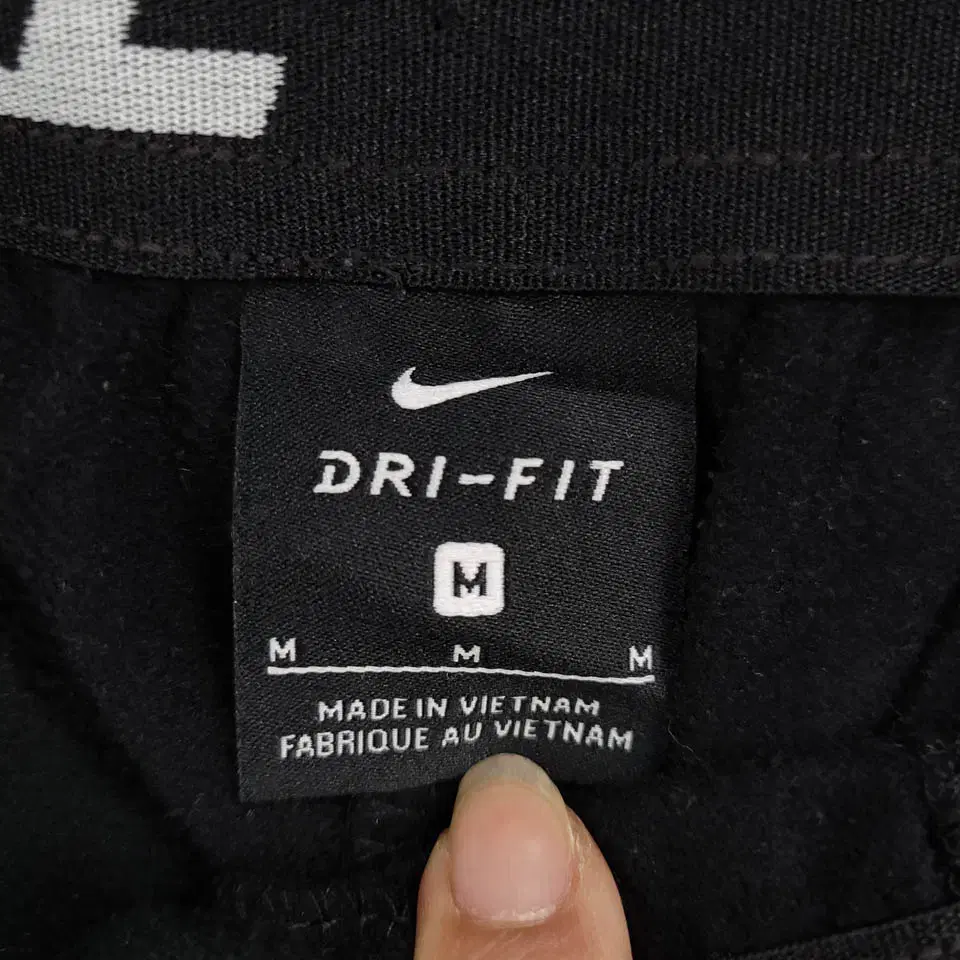 DRI-FIT
M
M M M
MADE IN VIETNAM
FABRIQUE AU VIETNAM